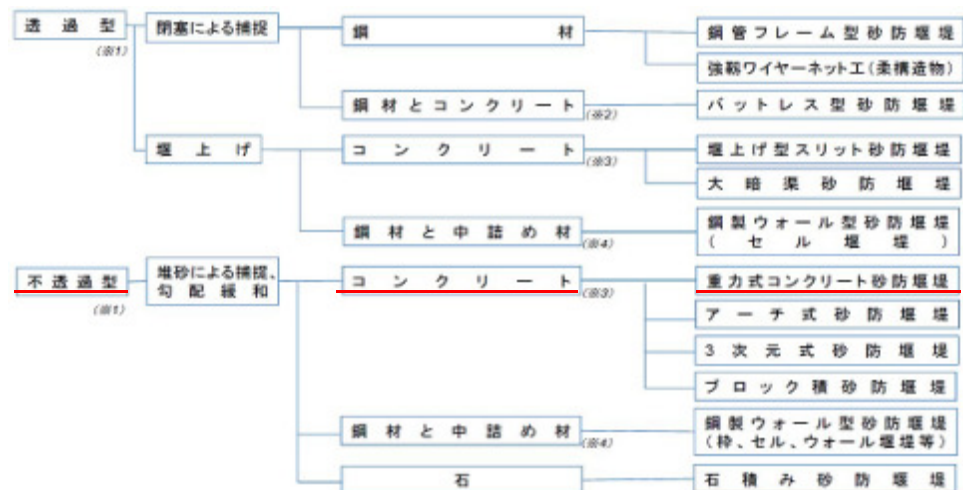 透過型
(※1)
閉塞による捕捉
鋼材
鋼管フレーム型砂防堰堤
強靱ワイヤーネット工(柔構造物)
鋼材とコンクリート
(※2)
バットレス型砂防堰堤
堰上げ
コンクリート
(※3)
堰上げ型スリット砂防堰堤
大暗渠砂防堰堤
鋼材と中詰め材
(※4)
鋼製ウォール型砂防堰堤
(セル堰堤)
不透過型
(※1)
堆砂による捕捉、
勾配緩和
コンクリート
(※3)
重力式コンクリート砂防堰堤
アーチ式砂防堰堤
3次元式砂防堰堤
ブロック積砂防堰堤
鋼材と中詰め材
(※4)
鋼製ウォール型砂防堰堤
(枠、セル、ウォール堰堤等)
石
石積み砂防堰堤